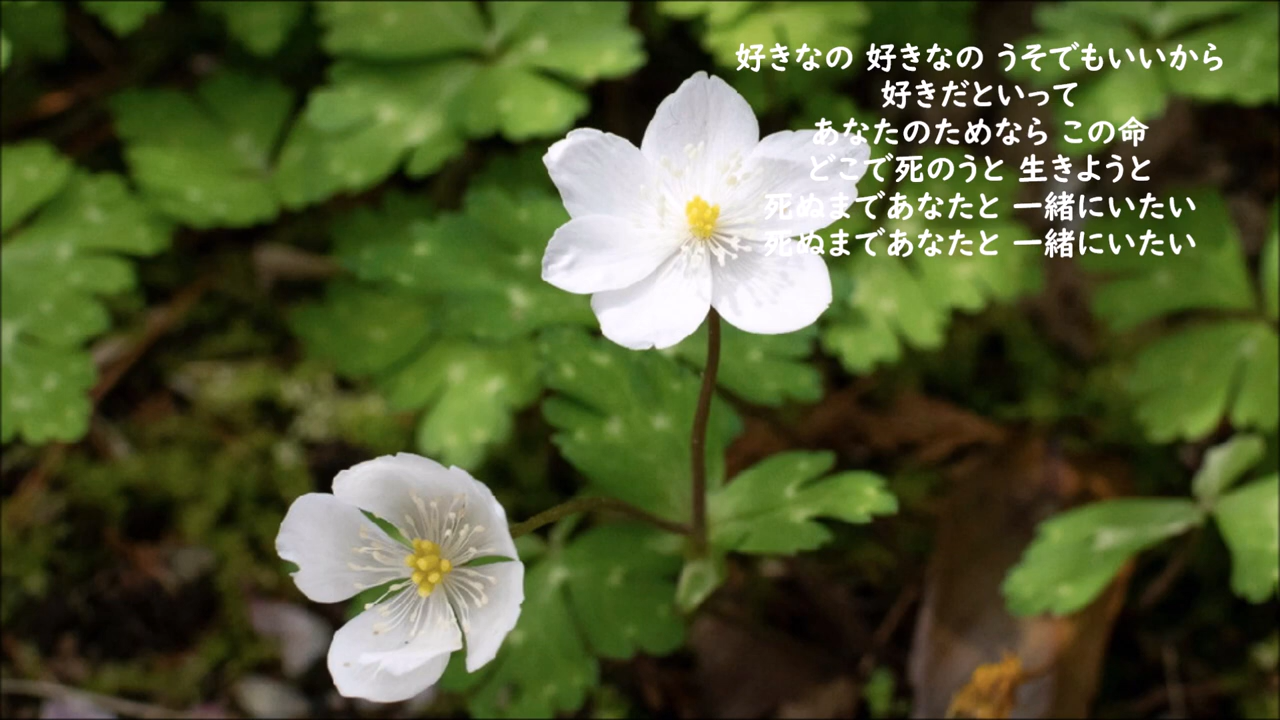 好きなの 好きなの うそでもいいから
好きだといって
あなたのためなら この命
どこで死のうと 生きようと
死ぬまであなたと 一緒にいたい
死ぬまであなたと 一緒にいたい